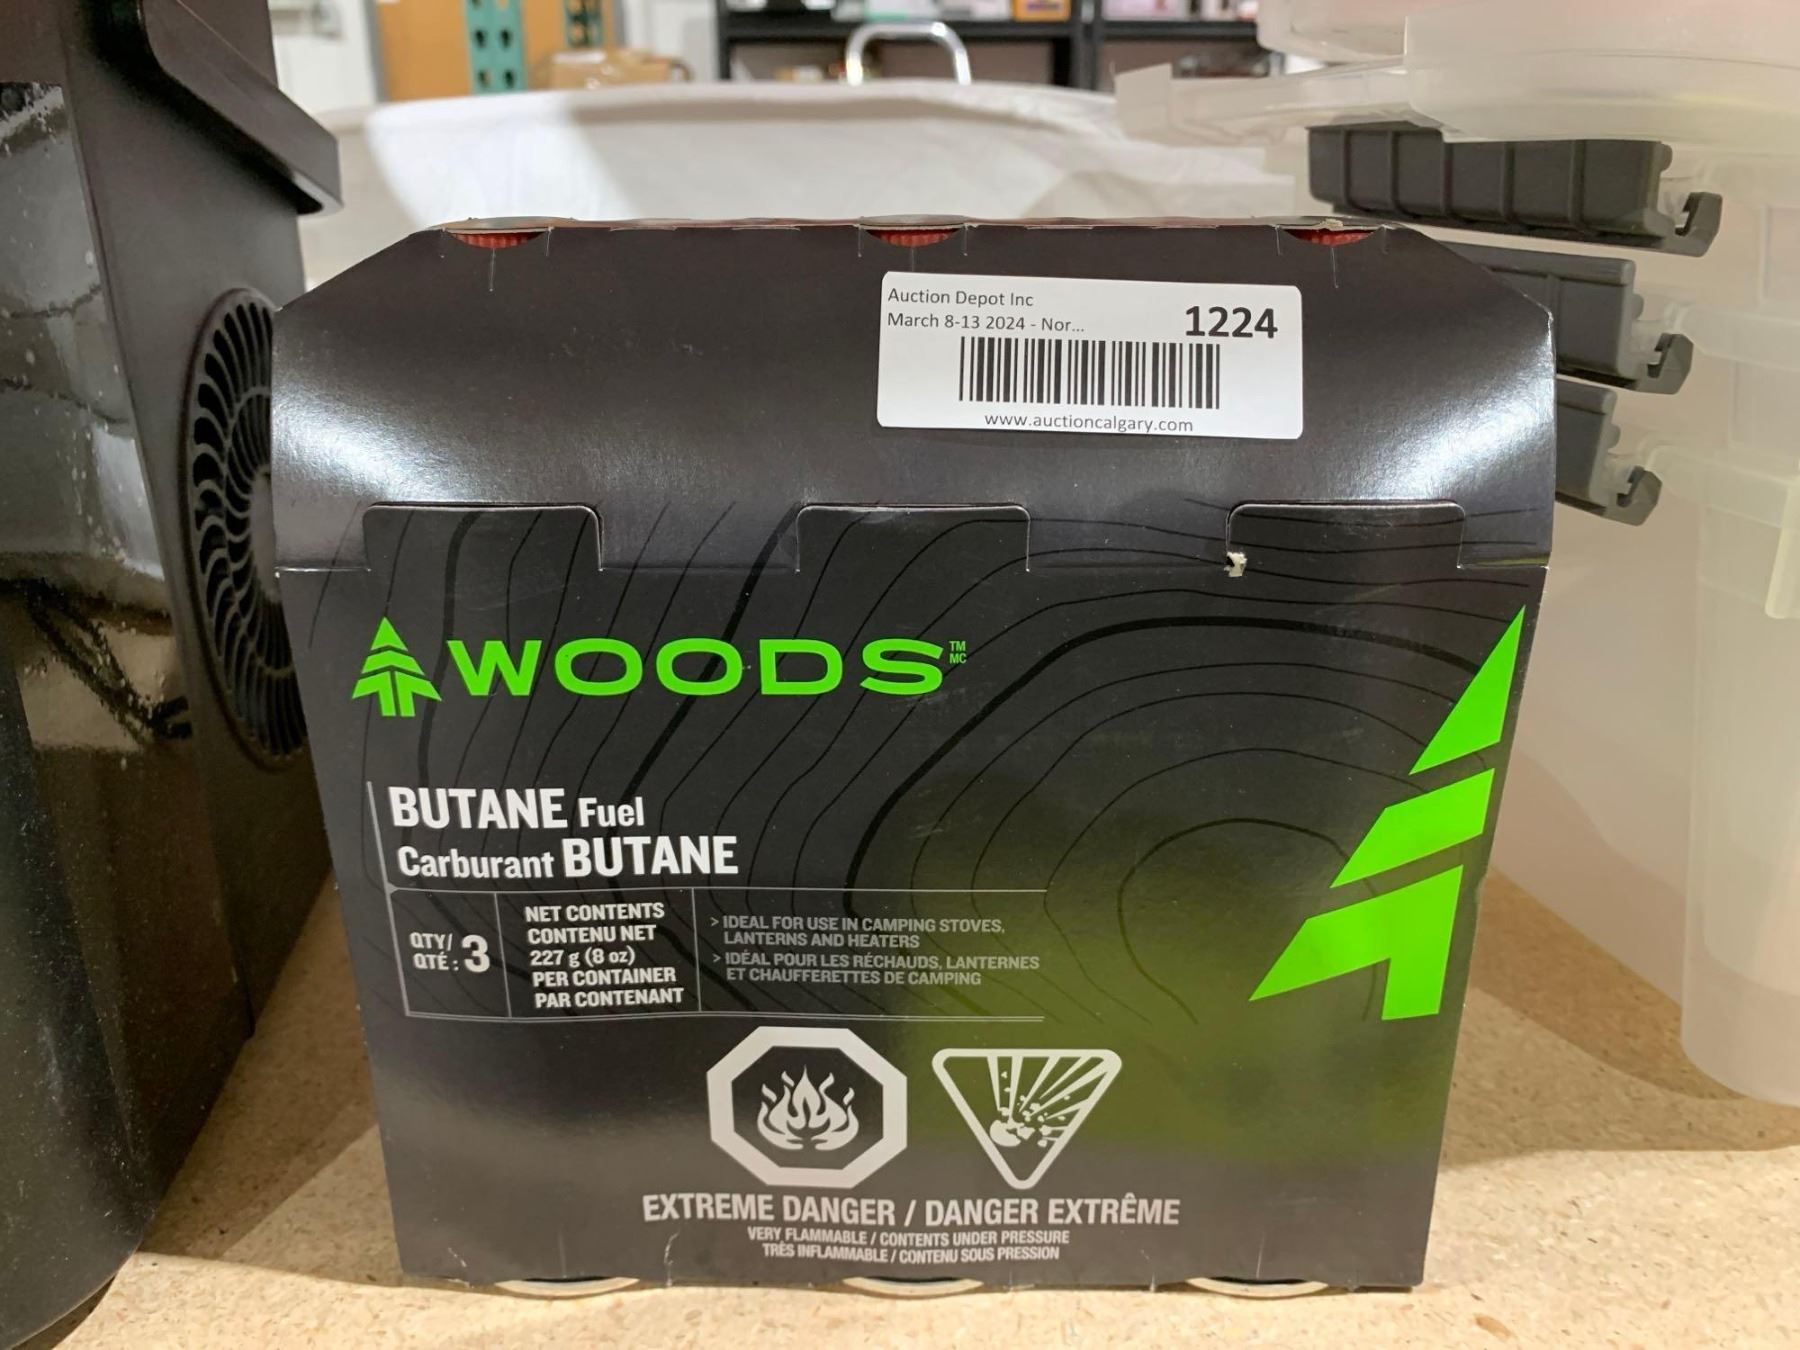 Auction Depot Inc
March 8-13 2024 - Nor...
1224
www.auctioncalgary.com
WOODS TM MC
BUTANE Fuel
Carburant BUTANE
QTY/
QTÉ : 3
NET CONTENTS
CONTENU NET
227 g (8 oz)
PER CONTAINER
PAR CONTENANT
> IDEAL FOR USE IN CAMPING STOVES,
LANTERNS AND HEATERS
> IDÉAL POUR LES RÉCHAUDS, LANTERNES
ET CHAUFFERETTES DE CAMPING
EXTREME DANGER / DANGER EXTRÊME
VERY FLAMMABLE / CONTENTS UNDER PRESSURE
TRÈS INFLAMMABLE / CONTENU SOUS PRESSION